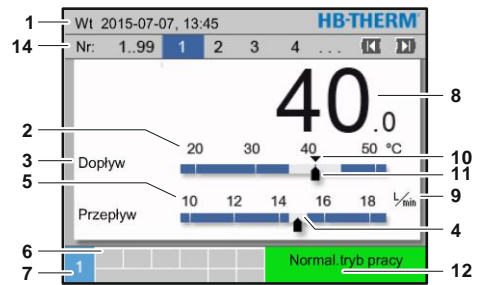 1 Wt 2015-07-07, 13:45 HB-THERM
14 Nr: 1..99 1 2 3 4 ...
40.0 8
2 20 30 40 50 °C 10
3 Dopływ 11
5 10 12 14 16 18 L/min 9
Przepływ 4
6
7 1 Normal.tryb pracy 12